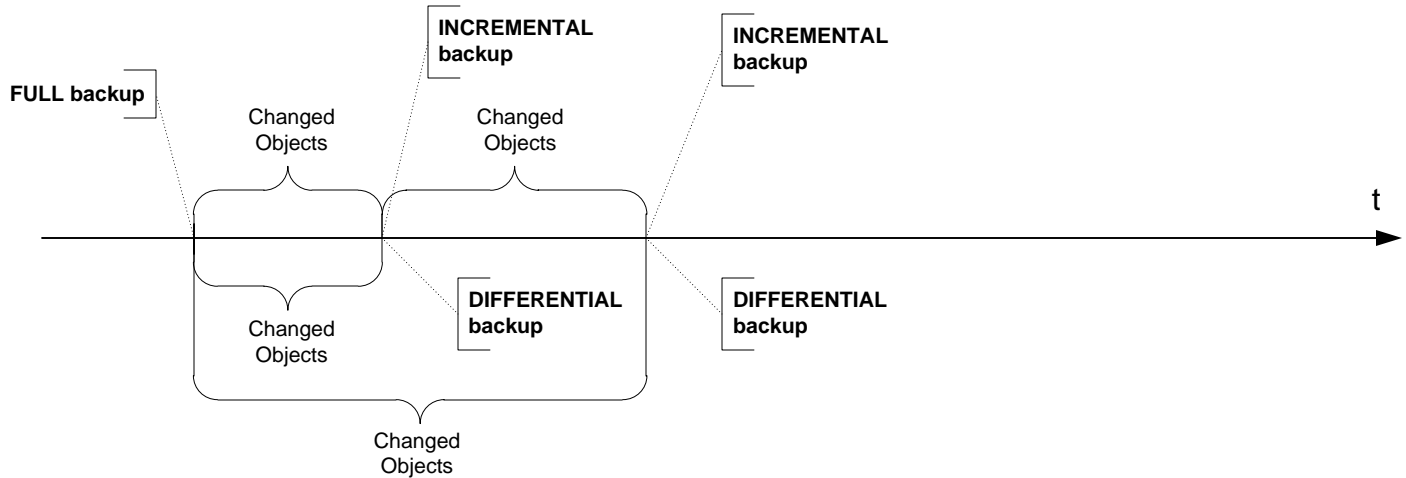 INCREMENTAL
backup
INCREMENTAL
backup
FULL backup
Changed
Objects
Changed
Objects
t
Changed
Objects
DIFFERENTIAL
backup
DIFFERENTIAL
backup
Changed
Objects